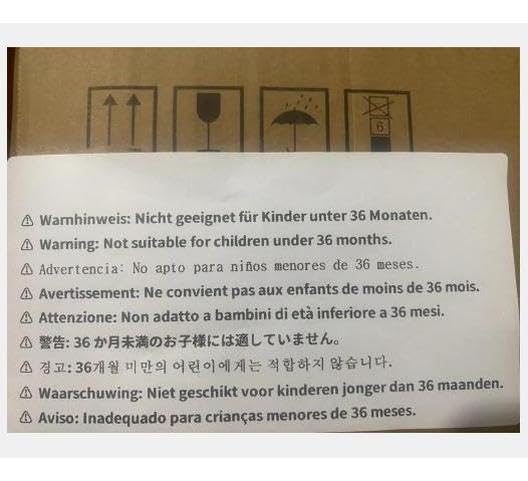 6
⚠ Warnhinweis: Nicht geeignet für Kinder unter 36 Monaten.
⚠ Warning: Not suitable for children under 36 months.
⚠ Advertencia: No apto para niños menores de 36 meses.
⚠ Avertissement: Ne convient pas aux enfants de moins de 36 mois.
⚠ Attenzione: Non adatto a bambini di età inferiore a 36 mesi.
⚠ 警告: 36 か月未満のお子様には適していません。
⚠ 경고: 36개월 미만의 어린이에게는 적합하지 않습니다.
⚠ Waarschuwing: Niet geschikt voor kinderen jonger dan 36 maanden.
⚠ Aviso: Inadequado para crianças menores de 36 meses.